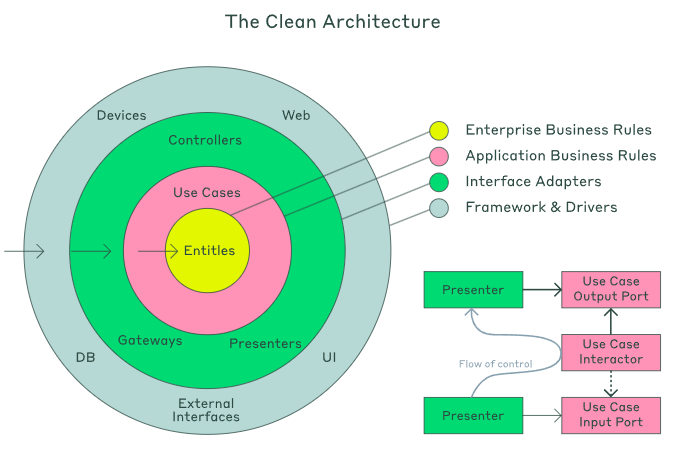 The Clean Architecture
Devices
Web
Controllers
Use Cases
Entitles
Gateways
Presenters
DB
UI
External
Interfaces
Enterprise Business Rules
Application Business Rules
Interface Adapters
Framework & Drivers
Presenter
Use Case
Output Port
Use Case
Interactor
Flow of control
Presenter
Use Case
Input Port